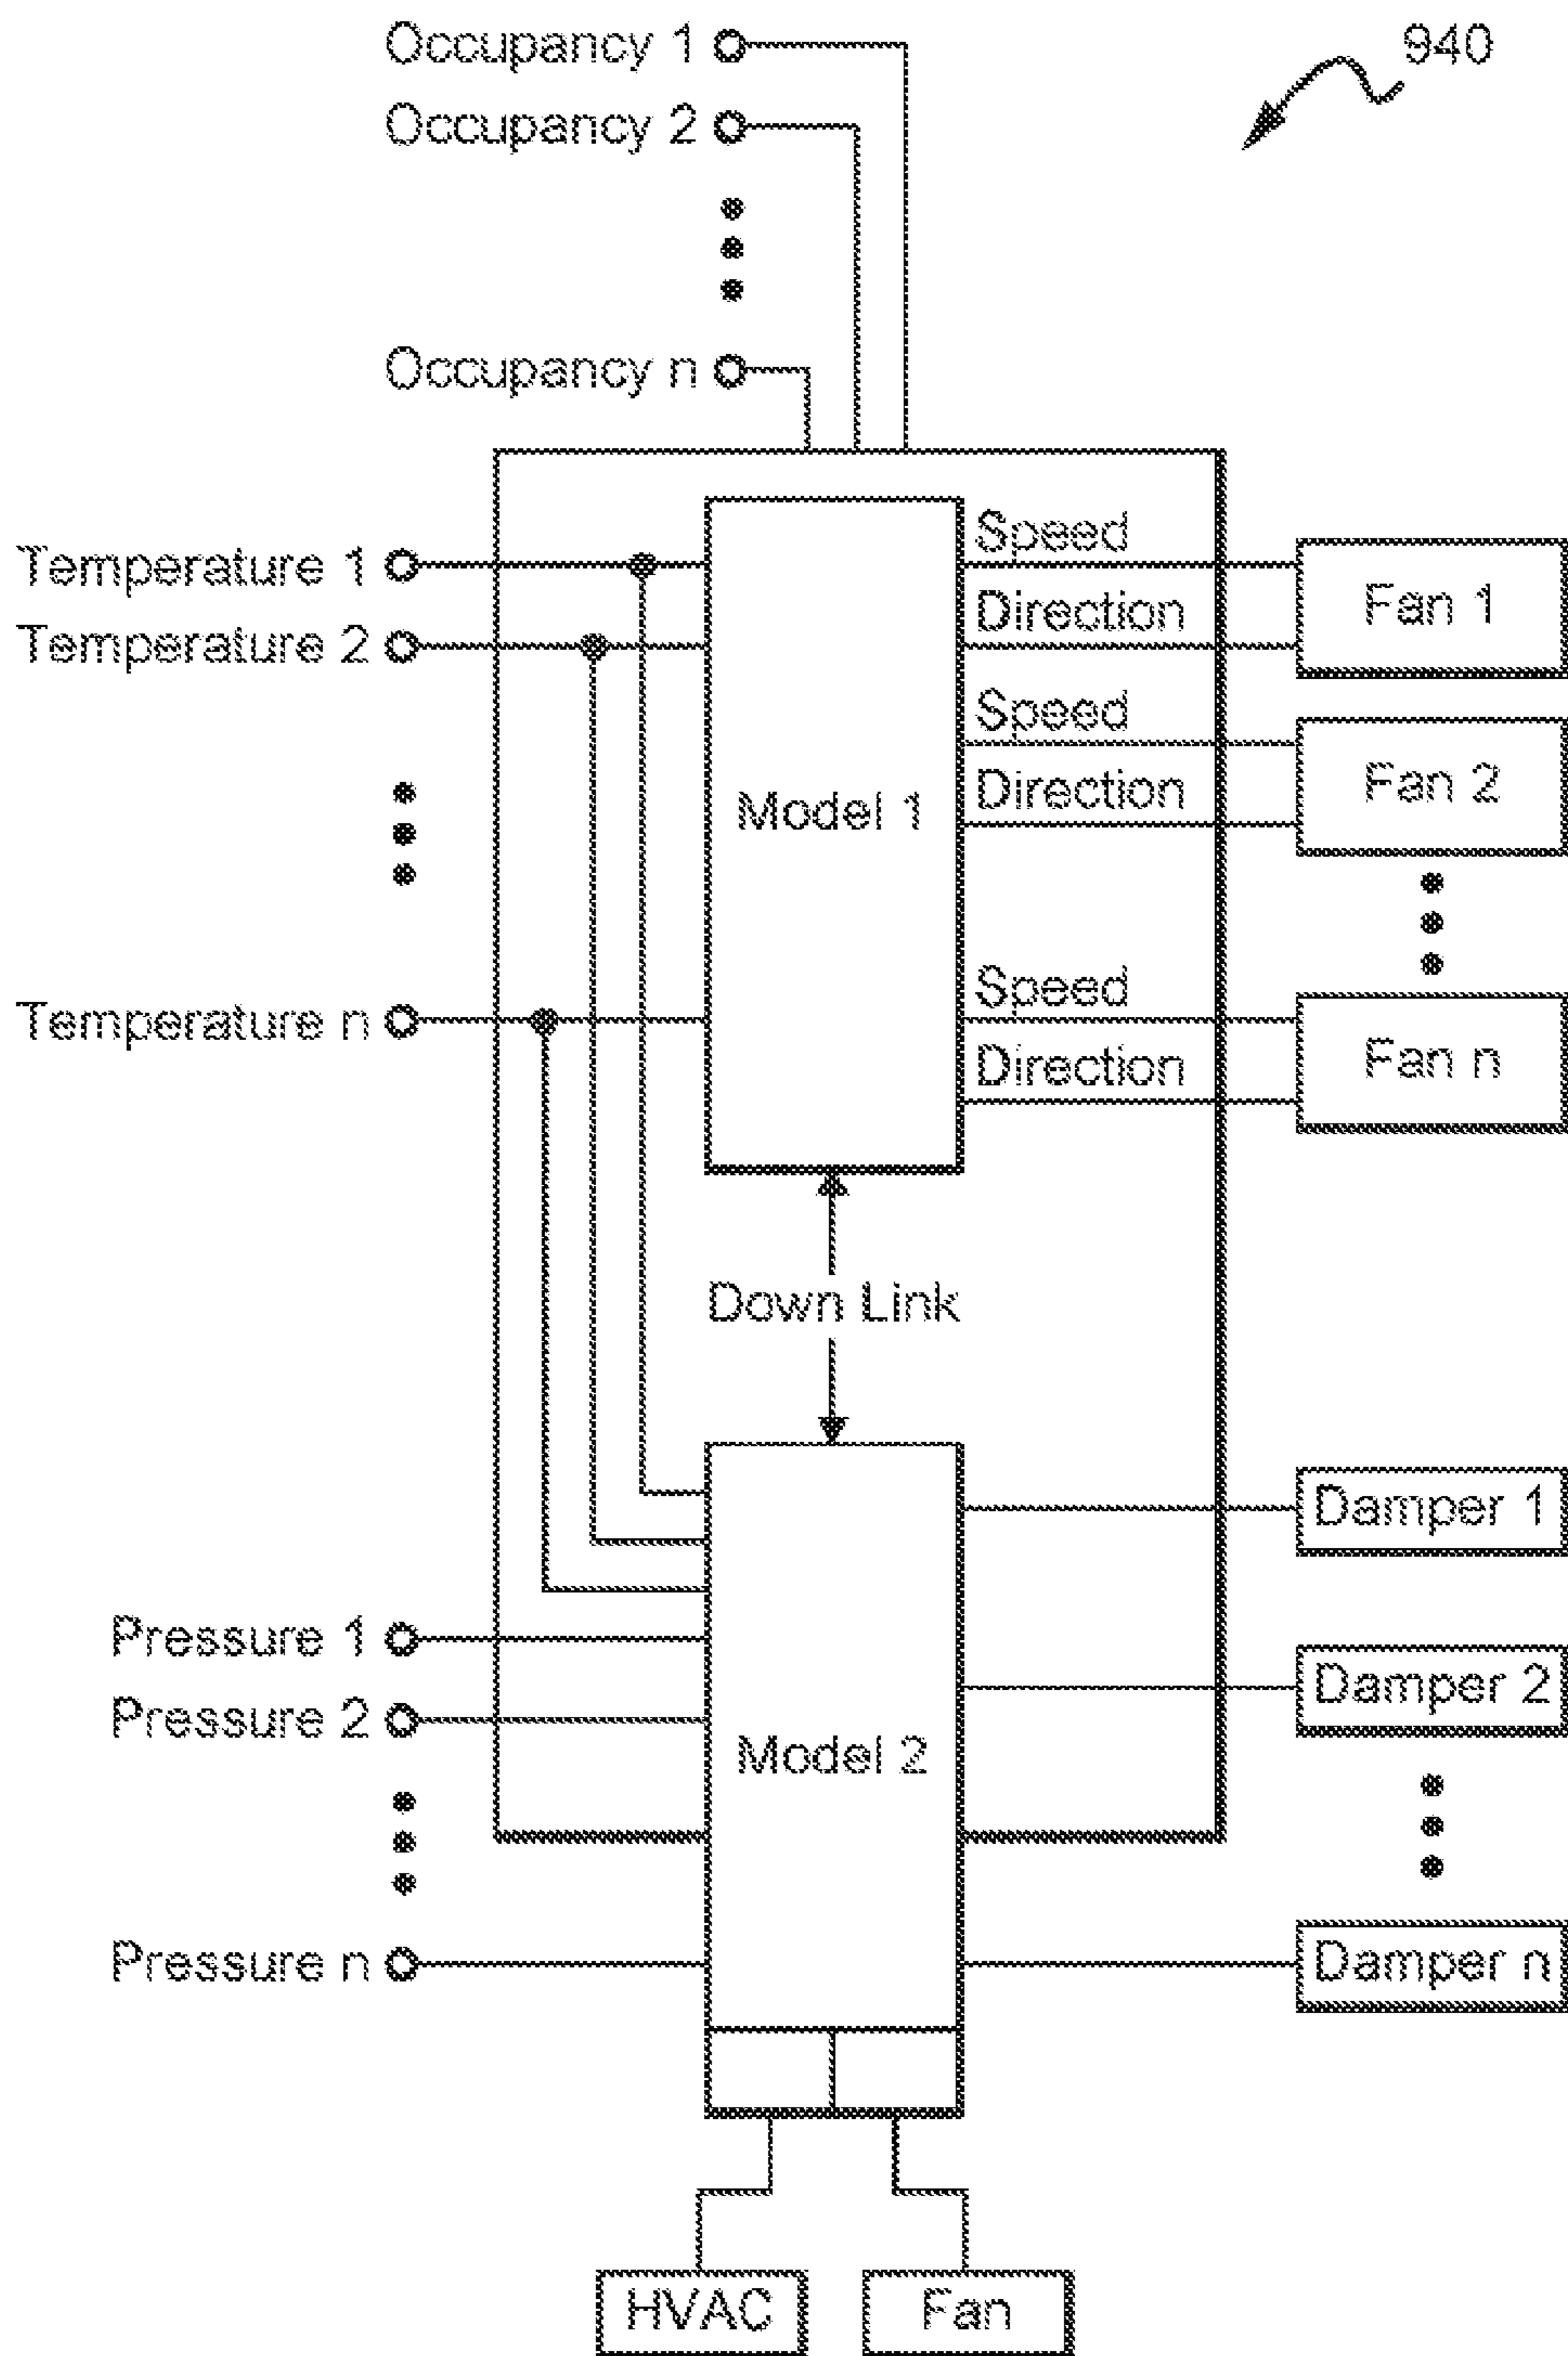 940
Occupancy 1
Occupancy 2
Occupancy n
Temperature 1
Temperature 2
Temperature n
Model 1
Speed
Direction
Fan 1
Speed
Direction
Fan 2
Speed
Direction
Fan n
Down Link
Pressure 1
Pressure 2
Pressure n
Model 2
Damper 1
Damper 2
Damper n
HVAC
Fan